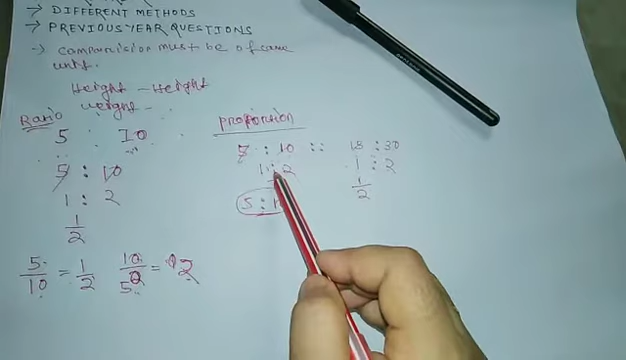 → DIFFERENT METHODS
→ PREVIOUS YEAR QUESTIONS
-) comparision must be of came
unit.
Height - Height
weight -
Ratio
5 : 10
5 : 10
1 : 2
1/2
5/10 = 1/2
10/5 = 2
proportion
5 : 10 :: 15 : 30
1 : 2
1 : 2
1/2
5 :